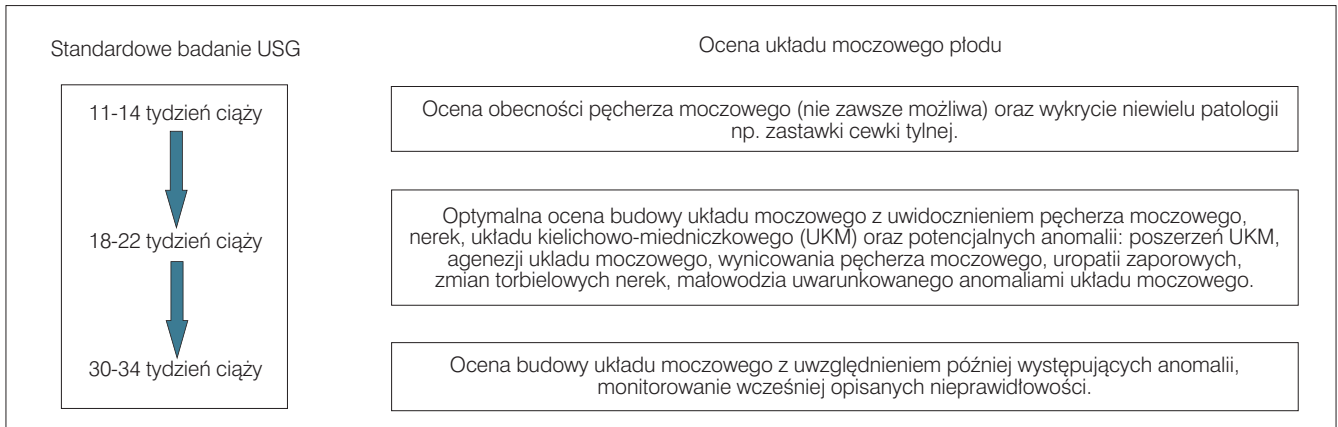 Standardowe badanie USG
Ocena układu moczowego płodu
11-14 tydzień ciąży
Ocena obecności pęcherza moczowego (nie zawsze możliwa) oraz wykrycie niewielu patologii
np. zastawki cewki tylnej.
18-22 tydzień ciąży
Optymalna ocena budowy układu moczowego z uwidocznieniem pęcherza moczowego,
nerek, układu kielichowo-miedniczkowego (UKM) oraz potencjalnych anomalii: poszerzeń UKM,
agenezji ukladu moczowego, wynicowania pęcherza moczowego, uropatii zaporowych,
zmian torbielowych nerek, małowodzia uwarunkowanego anomaliami układu moczowego.
30-34 tydzień ciąży
Ocena budowy układu moczowego z uwzględnieniem później występujących anomalii,
monitorowanie wcześniej opisanych nieprawidłowości.